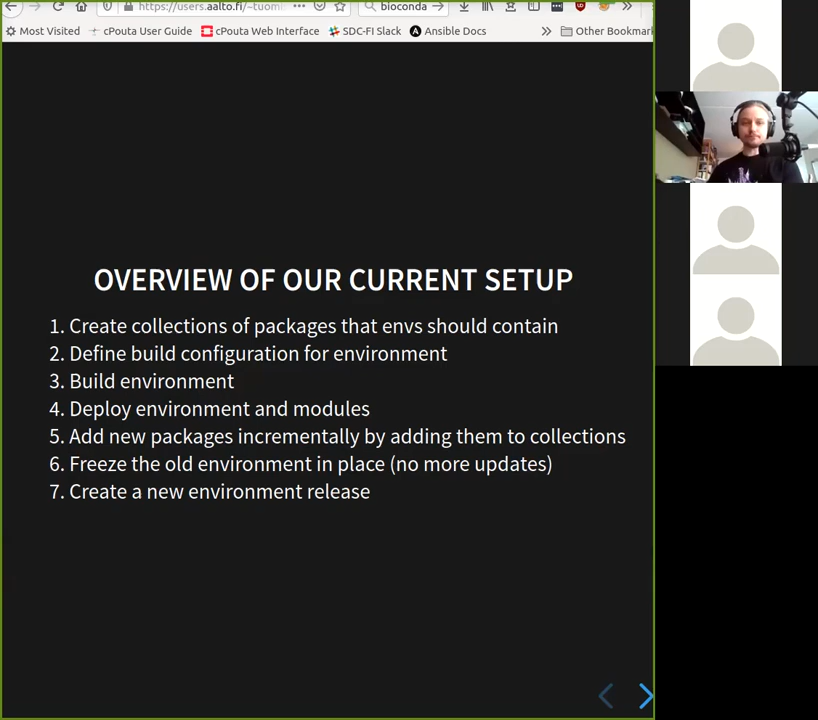 https://users.aalto.fi/~tuom
bioconda
Most Visited
cPouta User Guide
cPouta Web Interface
SDC-FI Slack
Ansible Docs
Other Bookmar
OVERVIEW OF OUR CURRENT SETUP
1. Create collections of packages that envs should contain
2. Define build configuration for environment
3. Build environment
4. Deploy environment and modules
5. Add new packages incrementally by adding them to collections
6. Freeze the old environment in place (no more updates)
7. Create a new environment release